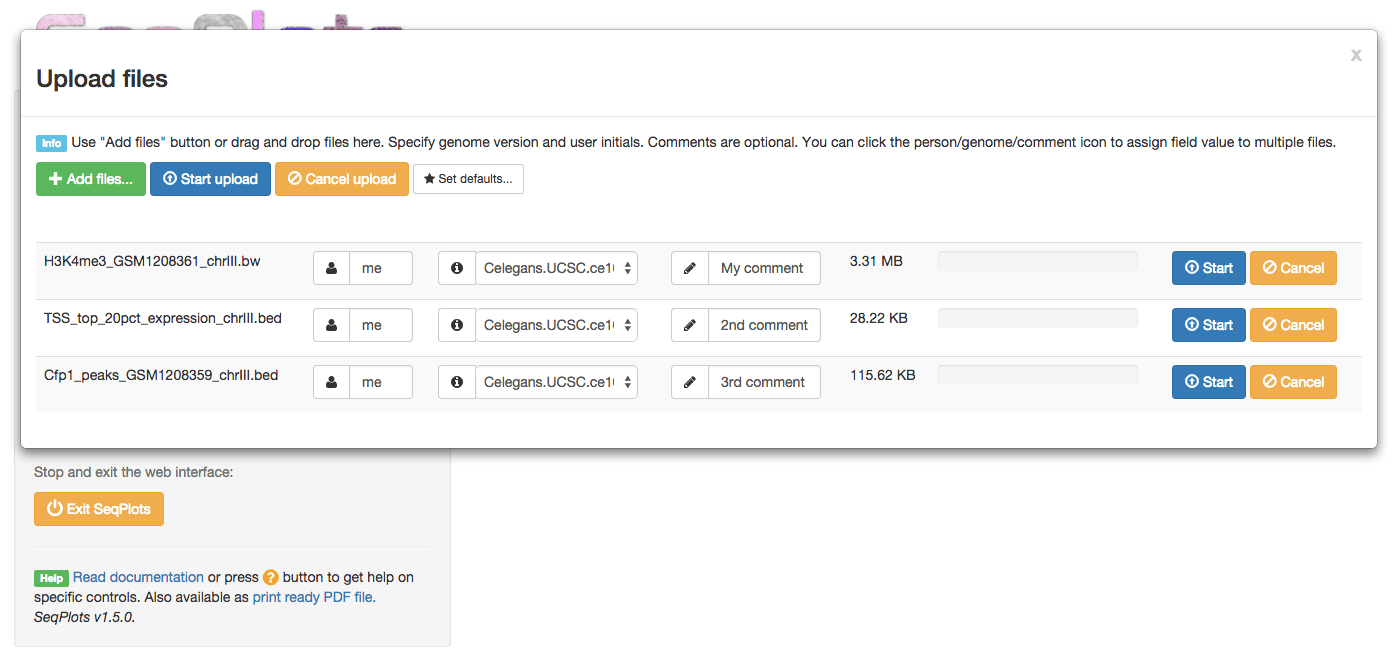 x
Upload files
Info Use "Add files" button or drag and drop files here. Specify genome version and user initials. Comments are optional. You can click the person/genome/comment icon to assign field value to multiple files.
Add files... Start upload Cancel upload Set defaults...
H3K4me3_GSM1208361_chrIII.bw me Celegans.UCSC.ce1 My comment 3.31 MB Start Cancel
TSS_top_20pct_expression_chrIII.bed me Celegans.UCSC.ce1 2nd comment 28.22 KB Start Cancel
Cfp1_peaks_GSM1208359_chrIII.bed me Celegans.UCSC.ce1 3rd comment 115.62 KB Start Cancel
Stop and exit the web interface:
Exit SeqPlots
Help Read documentation or press ? button to get help on
specific controls. Also available as print ready PDF file.
SeqPlots v1.5.0.